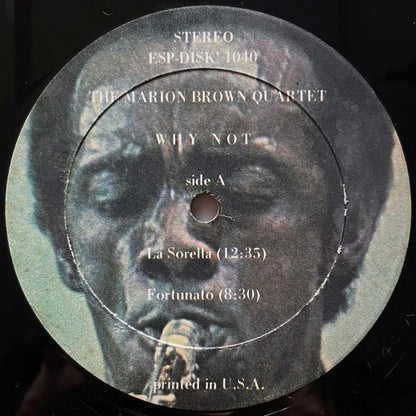 STEREO
ESP-DISK' 1040
THE MARION BROWN QUARTET
WHY NOT
side A
La Sorella (12:35)
Fortunato (8:30)
printed in U.S.A.